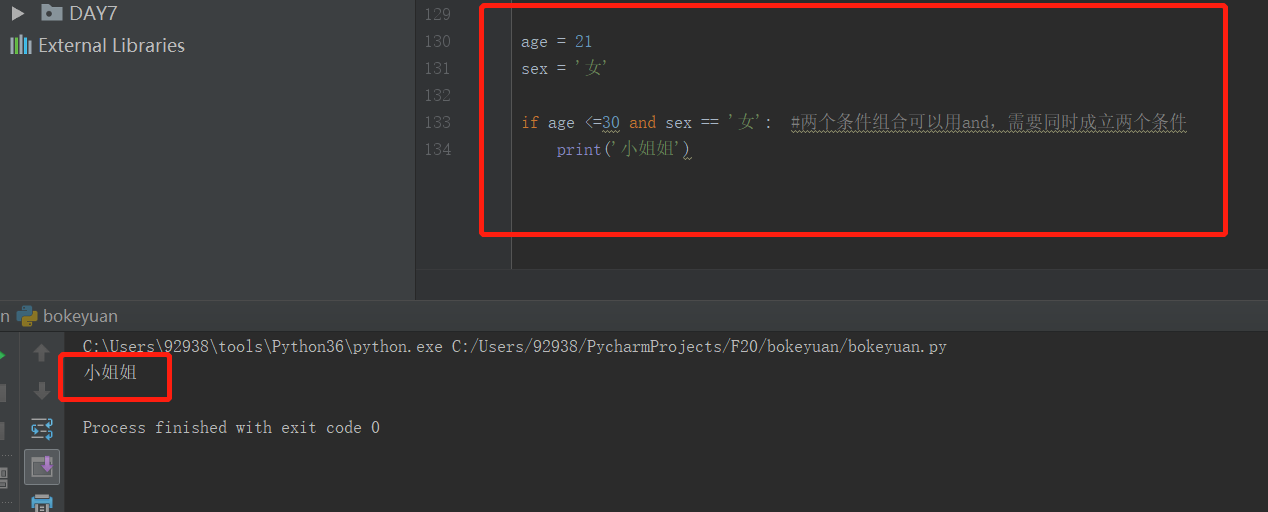 DAY7
External Libraries
129
130 age = 21
131 sex = '女'
132
133 if age <=30 and sex == '女': #两个条件组合可以用and，需要同时成立两个条件
134 print('小姐姐')
n bokeyuan
C:\Users\92938\tools\Python36\python.exe C:/Users/92938/PycharmProjects/F20/bokeyuan/bokeyuan.py
小姐姐
Process finished with exit code 0